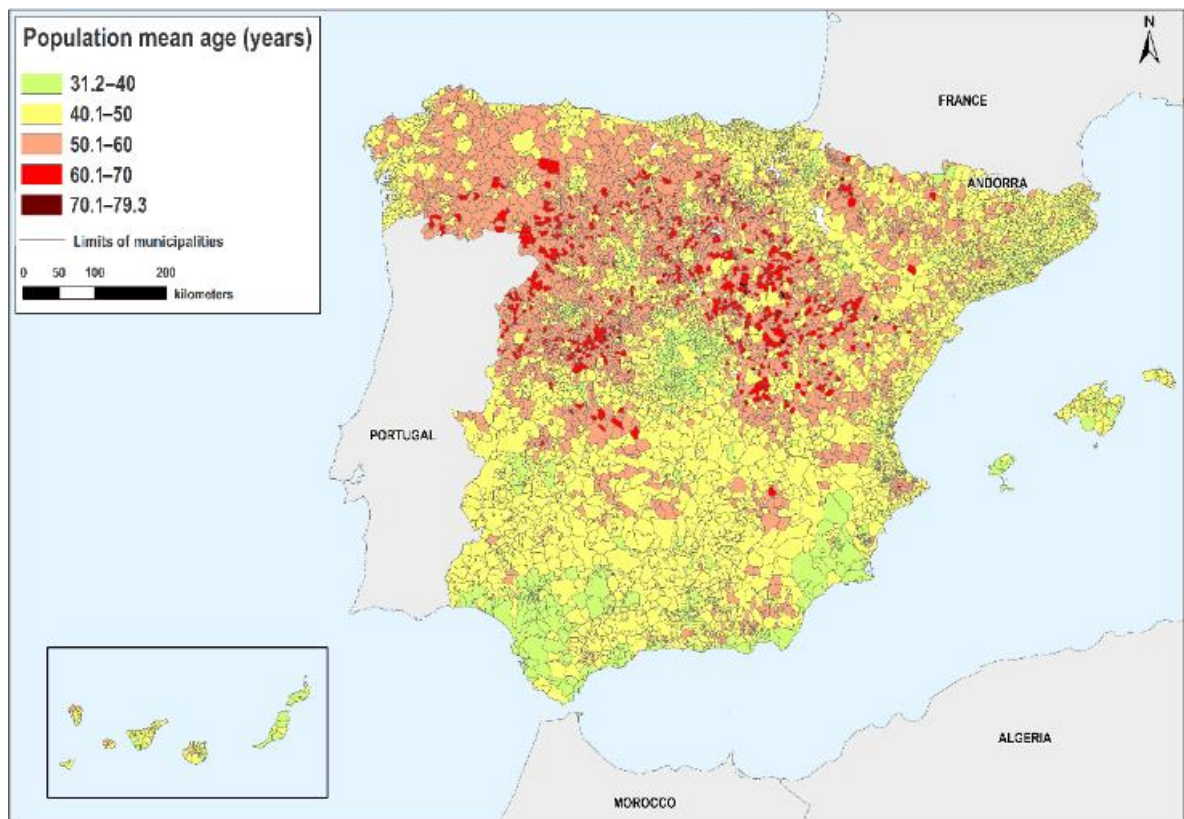 Population mean age (years)
31.2–40
40.1–50
50.1–60
60.1–70
70.1–79.3
Limits of municipalities
0 50 100 200
kilometers
N
FRANCE
ANDORRA
PORTUGAL
ALGERIA
MOROCCO